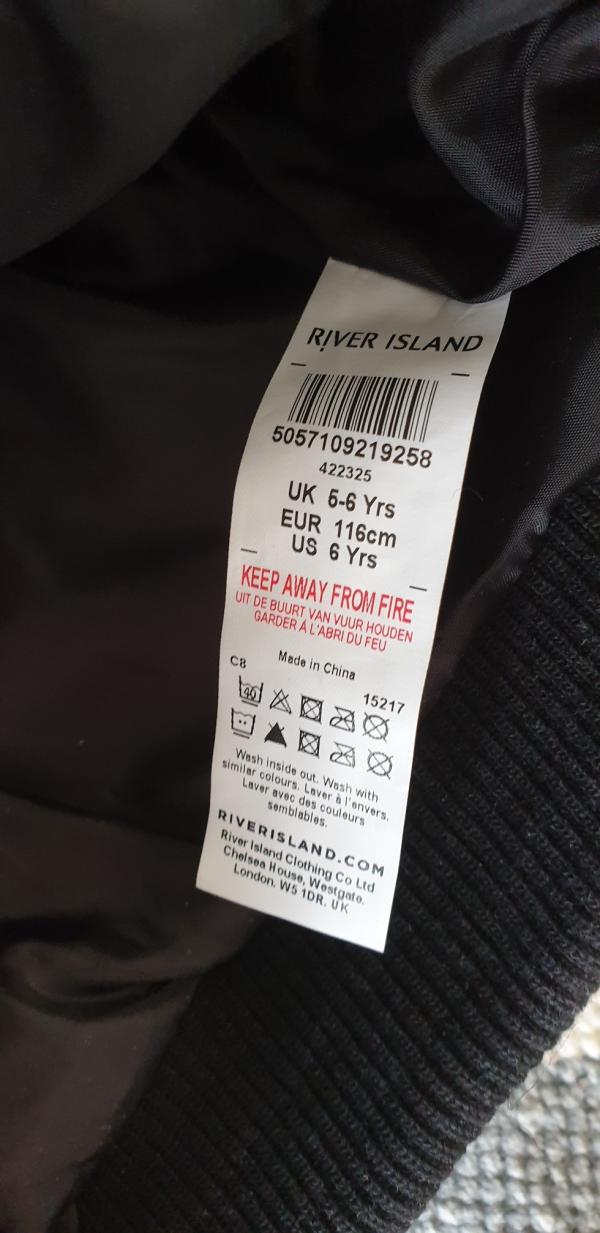 RIVER ISLAND
5057109219258
422325
UK 5-6 Yrs
EUR 116cm
US 6 Yrs
KEEP AWAY FROM FIRE
UIT DE BUURT VAN VUUR HOUDEN
GARDER À L'ABRI DU FEU
C8 Made in China
15217
40
Wash inside out. Wash with
similar colours. Laver à l'envers.
Laver avec des couleurs
semblables.
RIVERISLAND.COM
River Island Clothing Co Ltd
Chelsea House, Westgate,
London. W5 1DR. UK